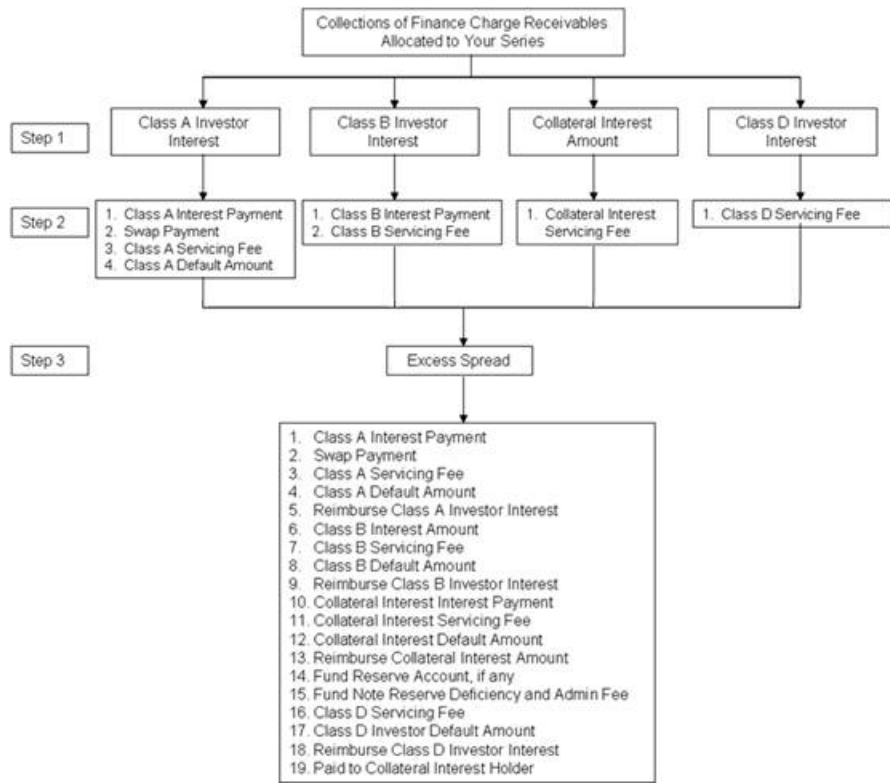 Collections of Finance Charge Receivables
Allocated to Your Series
Step 1
Class A Investor
Interest
Class B Investor
Interest
Collateral Interest
Amount
Class D Investor
Interest
Step 2
1. Class A Interest Payment
2. Swap Payment
3. Class A Servicing Fee
4. Class A Default Amount
1. Class B Interest Payment
2. Class B Servicing Fee
1. Collateral Interest
Servicing Fee
1. Class D Servicing Fee
Step 3
Excess Spread
1. Class A Interest Payment
2. Swap Payment
3. Class A Servicing Fee
4. Class A Default Amount
5. Reimburse Class A Investor Interest
6. Class B Interest Amount
7. Class B Servicing Fee
8. Class B Default Amount
9. Reimburse Class B Investor Interest
10. Collateral Interest Interest Payment
11. Collateral Interest Servicing Fee
12. Collateral Interest Default Amount
13. Reimburse Collateral Interest Amount
14. Fund Reserve Account, if any
15. Fund Note Reserve Deficiency and Admin Fee
16. Class D Servicing Fee
17. Class D Investor Default Amount
18. Reimburse Class D Investor Interest
19. Paid to Collateral Interest Holder